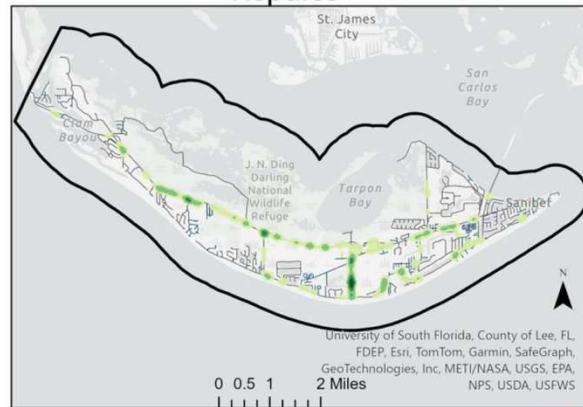 St. James
City
San
Carlos
Bay
Clam
Bayou
J. N. Ding
Darling
National
Wildlife
Refuge
Tarpon
Bay
Sanibel
N
University of South Florida, County of Lee, FL,
FDEP, Esri, TomTom, Garmin, SafeGraph,
GeoTechnologies, Inc, METI/NASA, USGS, EPA,
NPS, USDA, USFWS
0 0.5 1 2 Miles